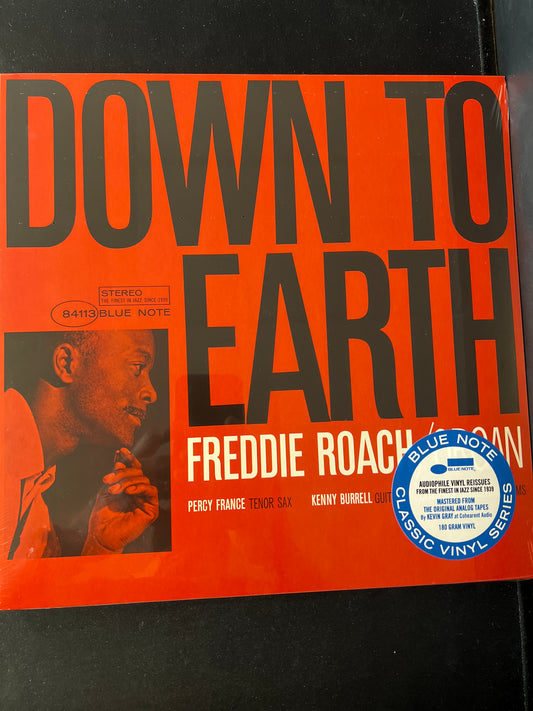 DOWN TO
EARTH
STEREO
THE FINEST IN JAZZ SINCE 1939
84113 BLUE NOTE
FREDDIE ROACH
PERCY FRANCE TENOR SAX KENNY BURRELL
BLUE NOTE
BLUE NOTE
AUDIOPHILE VINYL REISSUES
FROM THE FINEST IN JAZZ SINCE 1939
MASTERED FROM
THE ORIGINAL ANALOG TAPES
By KEVIN GRAY at Cohearent Audio
180 GRAM VINYL
CLASSIC VINYL SERIES